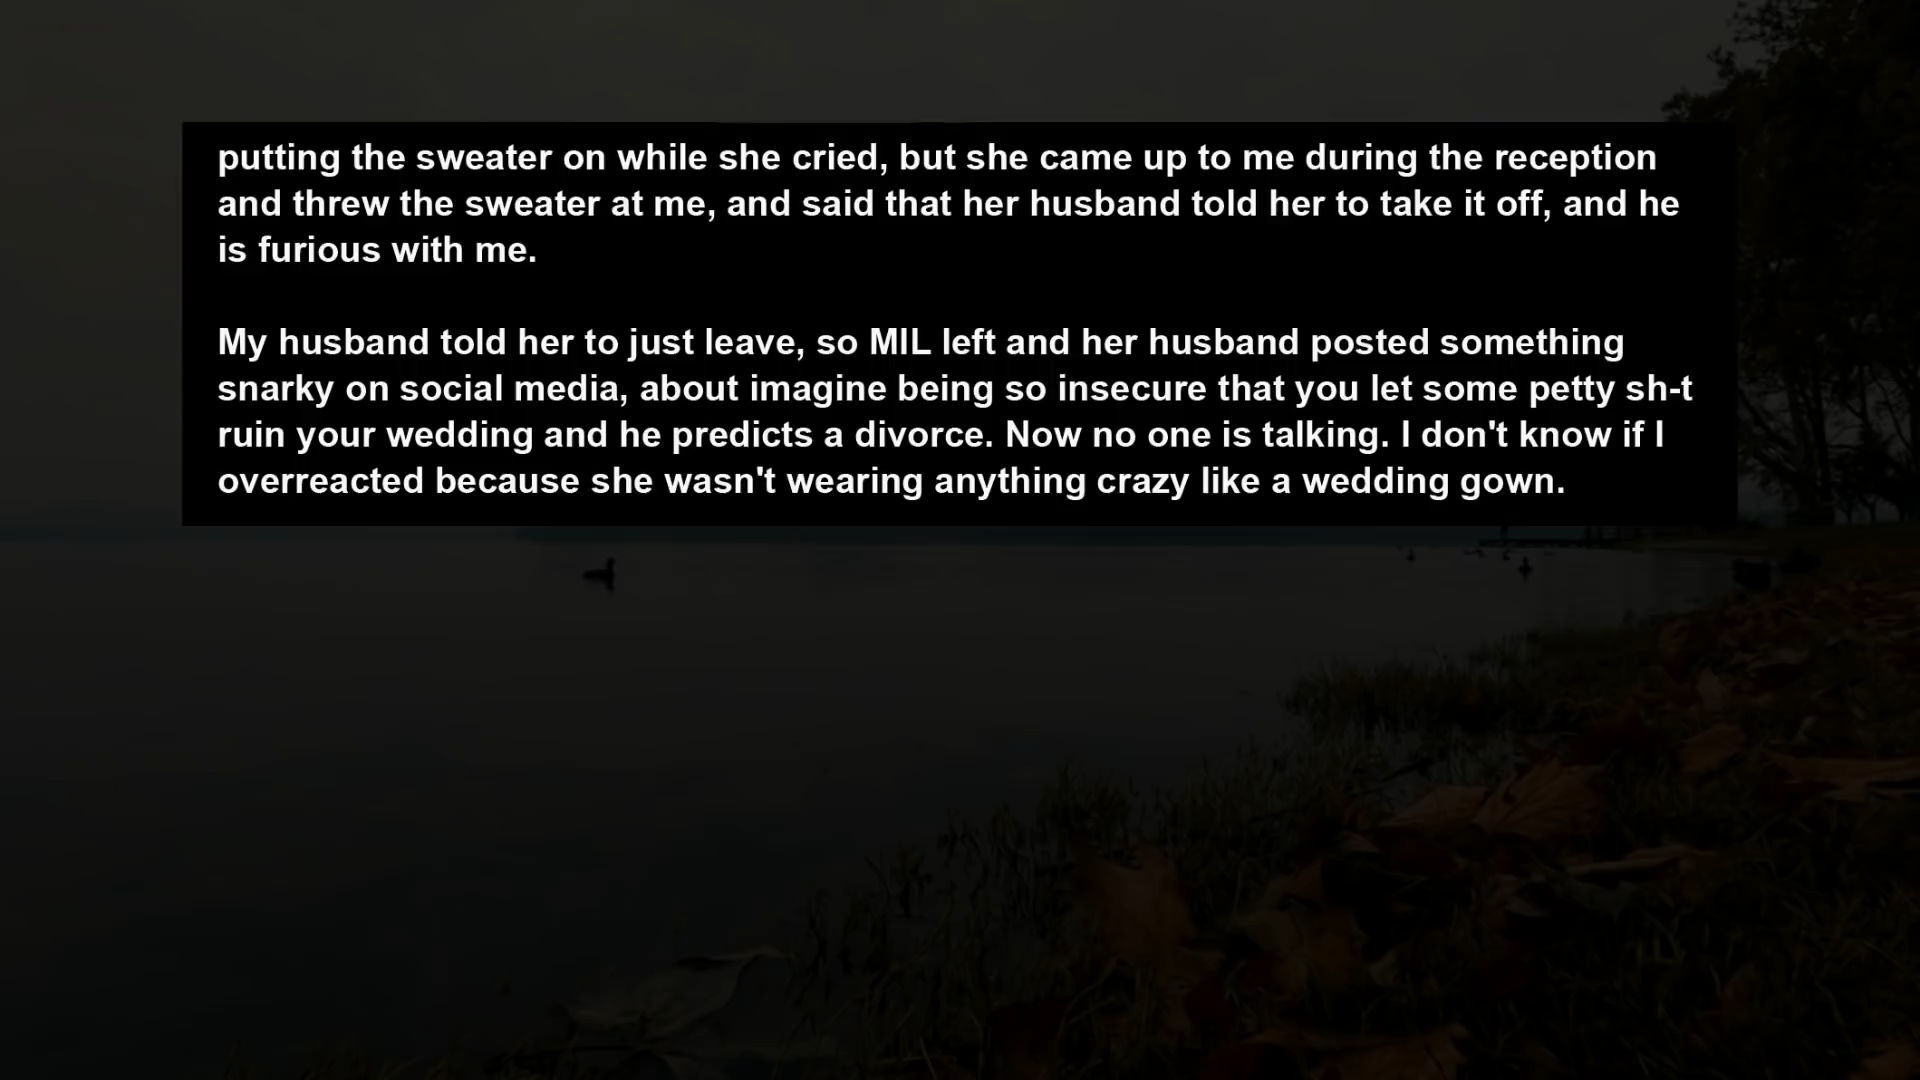 putting the sweater on while she cried, but she came up to me during the reception
and threw the sweater at me, and said that her husband told her to take it off, and he
is furious with me.
My husband told her to just leave, so MIL left and her husband posted something
snarky on social media, about imagine being so insecure that you let some petty sh-t
ruin your wedding and he predicts a divorce. Now no one is talking. I don't know if I
overreacted because she wasn't wearing anything crazy like a wedding gown.